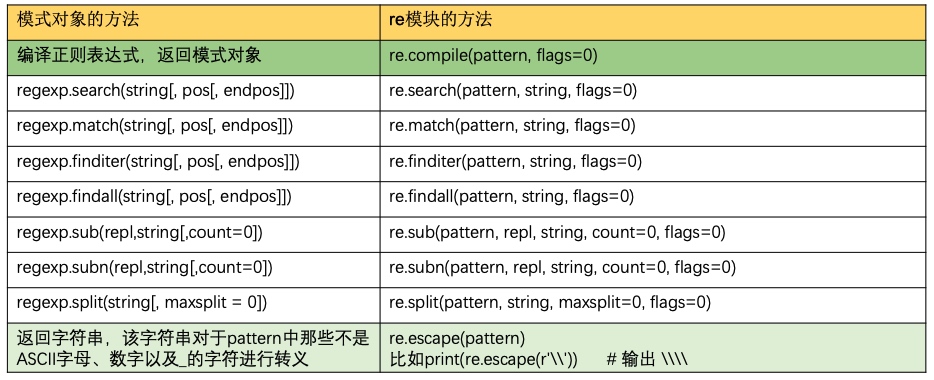 模式对象的方法 re模块的方法
编译正则表达式，返回模式对象 re.compile(pattern, flags=0)
regexp.search(string[, pos[, endpos]]) re.search(pattern, string, flags=0)
regexp.match(string[, pos[, endpos]]) re.match(pattern, string, flags=0)
regexp.finditer(string[, pos[, endpos]]) re.finditer(pattern, string, flags=0)
regexp.findall(string[, pos[, endpos]]) re.findall(pattern, string, flags=0)
regexp.sub(repl,string[,count=0]) re.sub(pattern, repl, string, count=0, flags=0)
regexp.subn(repl,string[,count=0]) re.subn(pattern, repl, string, count=0, flags=0)
regexp.split(string[, maxsplit = 0]) re.split(pattern, string, maxsplit=0, flags=0)
返回字符串，该字符串对于pattern中那些不是 re.escape(pattern)
ASCII字母、数字以及_的字符进行转义 比如print(re.escape(r'\\')) # 输出 \\\\